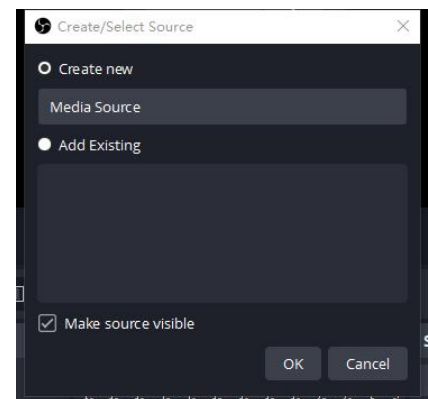 Create/Select Source
Create new
Media Source
Add Existing
Make source visible
OK Cancel